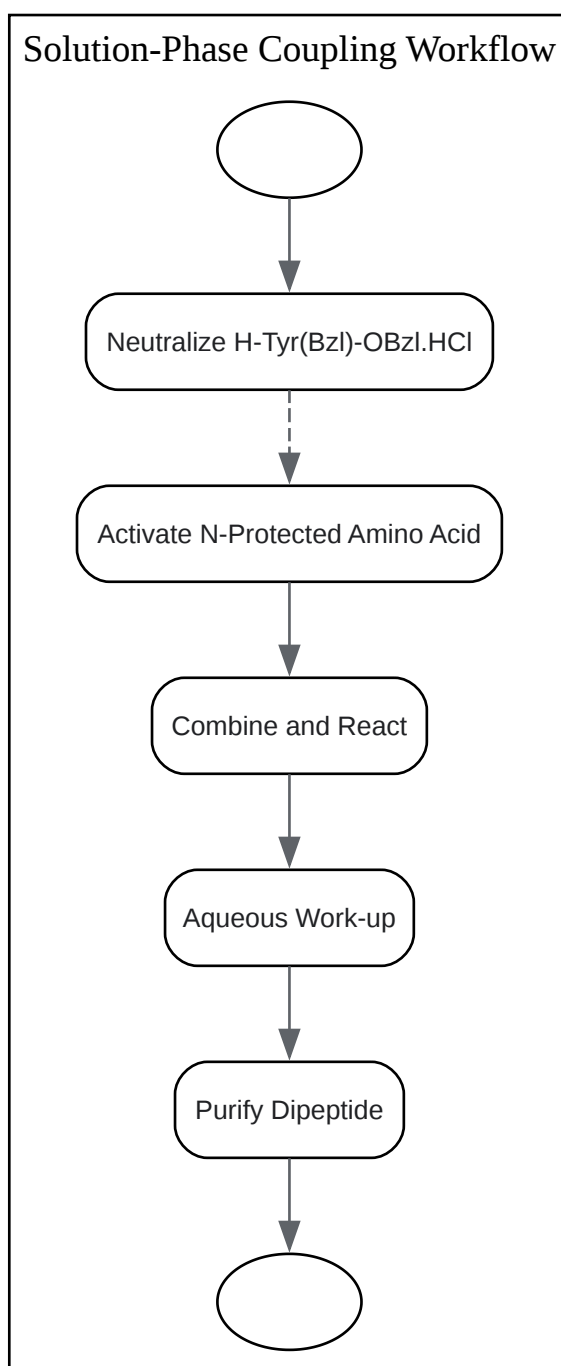 Solution-Phase Coupling Workflow
Neutralize H-Tyr(Bzl)-OBzl.HCl
Activate N-Protected Amino Acid
Combine and React
Aqueous Work-up
Purify Dipeptide